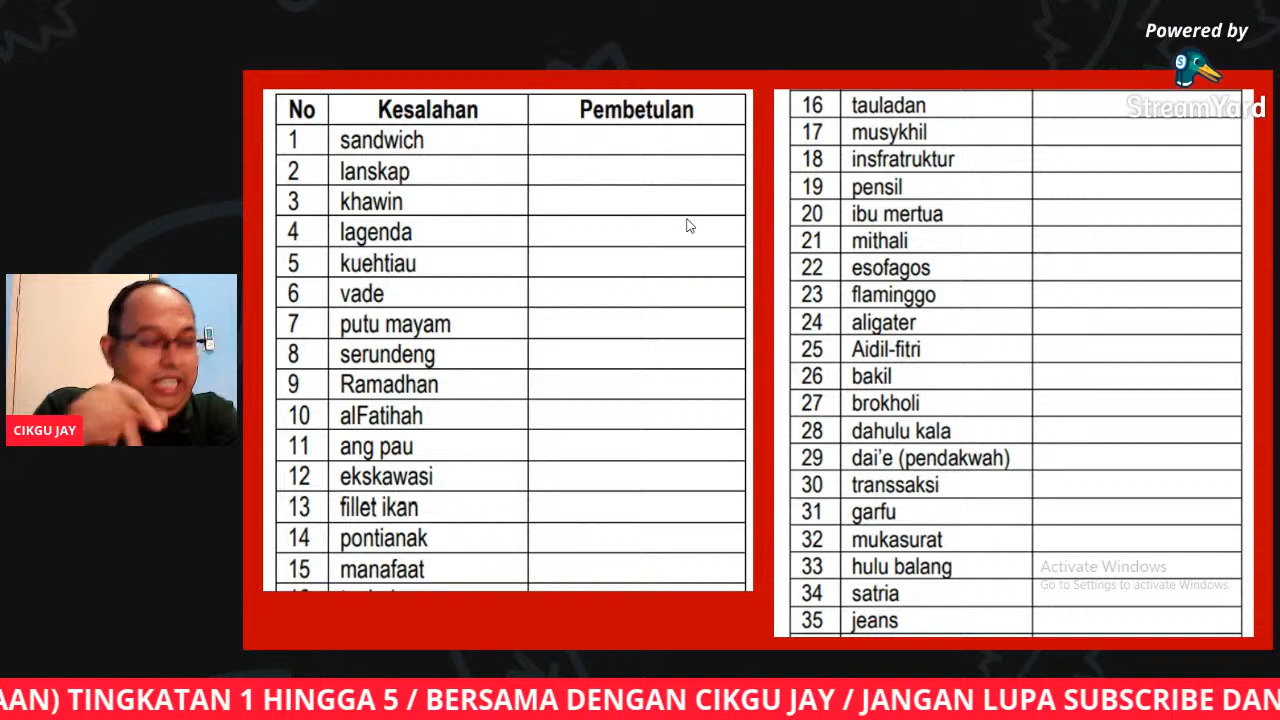 Powered by
StreamYard
No Kesalahan Pembetulan
1 sandwich
2 lanskap
3 khawin
4 lagenda
5 kuehtiau
6 vade
7 putu mayam
8 serundeng
9 Ramadhan
10 alFatihah
11 ang pau
12 ekskawasi
13 fillet ikan
14 pontianak
15 manafaat
16 tauladan
17 musykhil
18 insfratruktur
19 pensil
20 ibu mertua
21 mithali
22 esofagos
23 flaminggo
24 aligater
25 Aidil-fitri
26 bakil
27 brokholi
28 dahulu kala
29 dai'e (pendakwah)
30 transsaksi
31 garfu
32 mukasurat
33 hulu balang
34 satria
35 jeans
Activate Windows
Go to Settings to activate Windows.
CIKGU JAY
AAN) TINGKATAN 1 HINGGA 5 / BERSAMA DENGAN CIKGU JAY / JANGAN LUPA SUBSCRIBE DAN